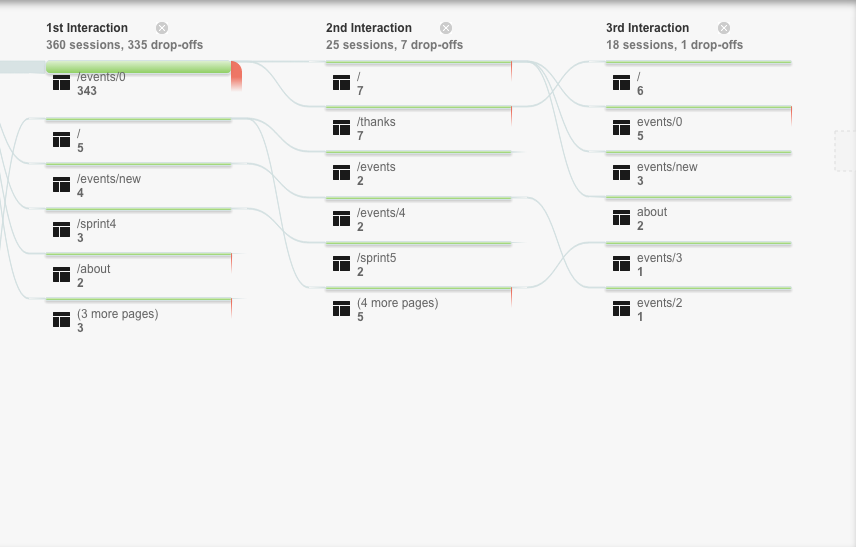 1st Interaction
360 sessions, 335 drop-offs
/events/0
343
/
5
/events/new
4
/sprint4
3
/about
2
(3 more pages)
3
2nd Interaction
25 sessions, 7 drop-offs
/
7
/thanks
7
/events
2
/events/4
2
/sprint5
2
(4 more pages)
5
3rd Interaction
18 sessions, 1 drop-offs
/
6
events/0
5
events/new
3
about
2
events/3
1
events/2
1